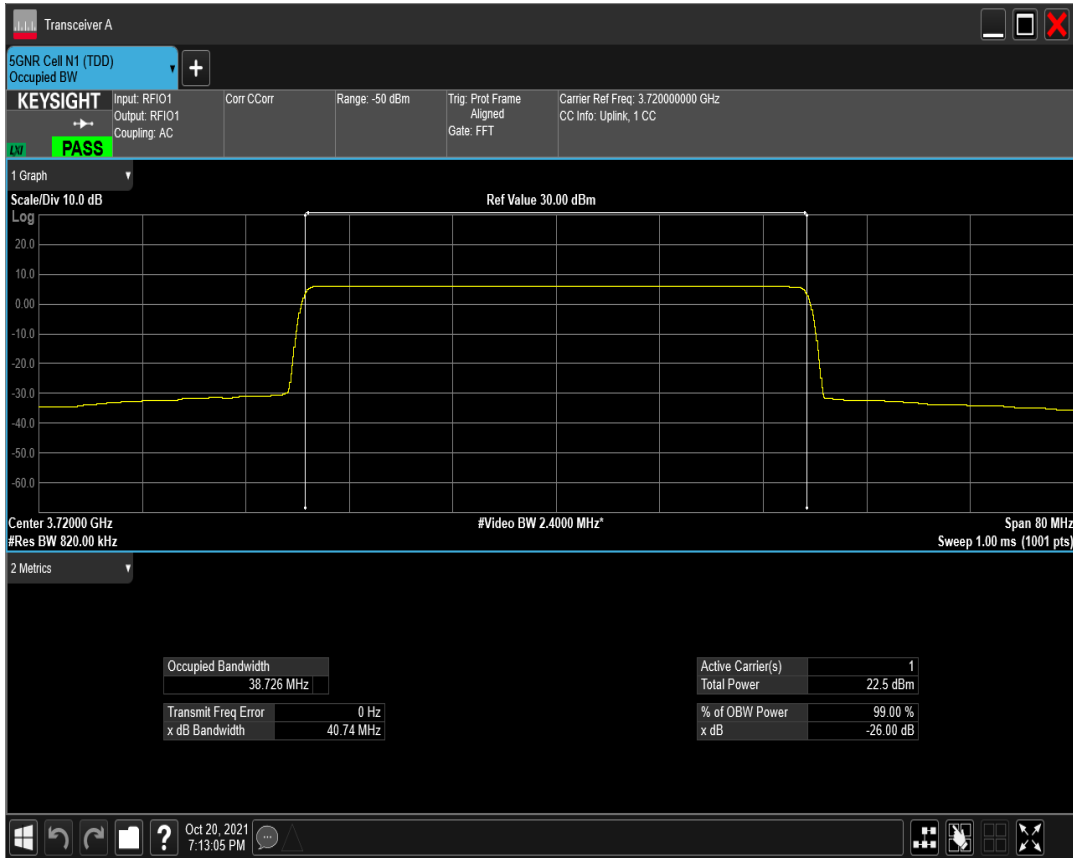 Transceiver A
5GNR Cell N1 (TDD)
Occupied BW
+
KEYSIGHT
LXI
PASS
Input: RFIO1
Output: RFIO1
Coupling: AC
Corr CCorr
Range: -50 dBm
Trig: Prot Frame
Aligned
Gate: FFT
Carrier Ref Freq: 3.720000000 GHz
CC Info: Uplink, 1 CC
1 Graph
Scale/Div 10.0 dB
Ref Value 30.00 dBm
Log
20.0
10.0
0.00
-10.0
-20.0
-30.0
-40.0
-50.0
-60.0
Center 3.72000 GHz
#Video BW 2.4000 MHz*
Span 80 MHz
#Res BW 820.00 kHz
Sweep 1.00 ms (1001 pts)
2 Metrics
Occupied Bandwidth
38.726 MHz
Transmit Freq Error 0 Hz
x dB Bandwidth 40.74 MHz
Active Carrier(s) 1
Total Power 22.5 dBm
% of OBW Power 99.00 %
x dB -26.00 dB
?
Oct 20, 2021
7:13:05 PM